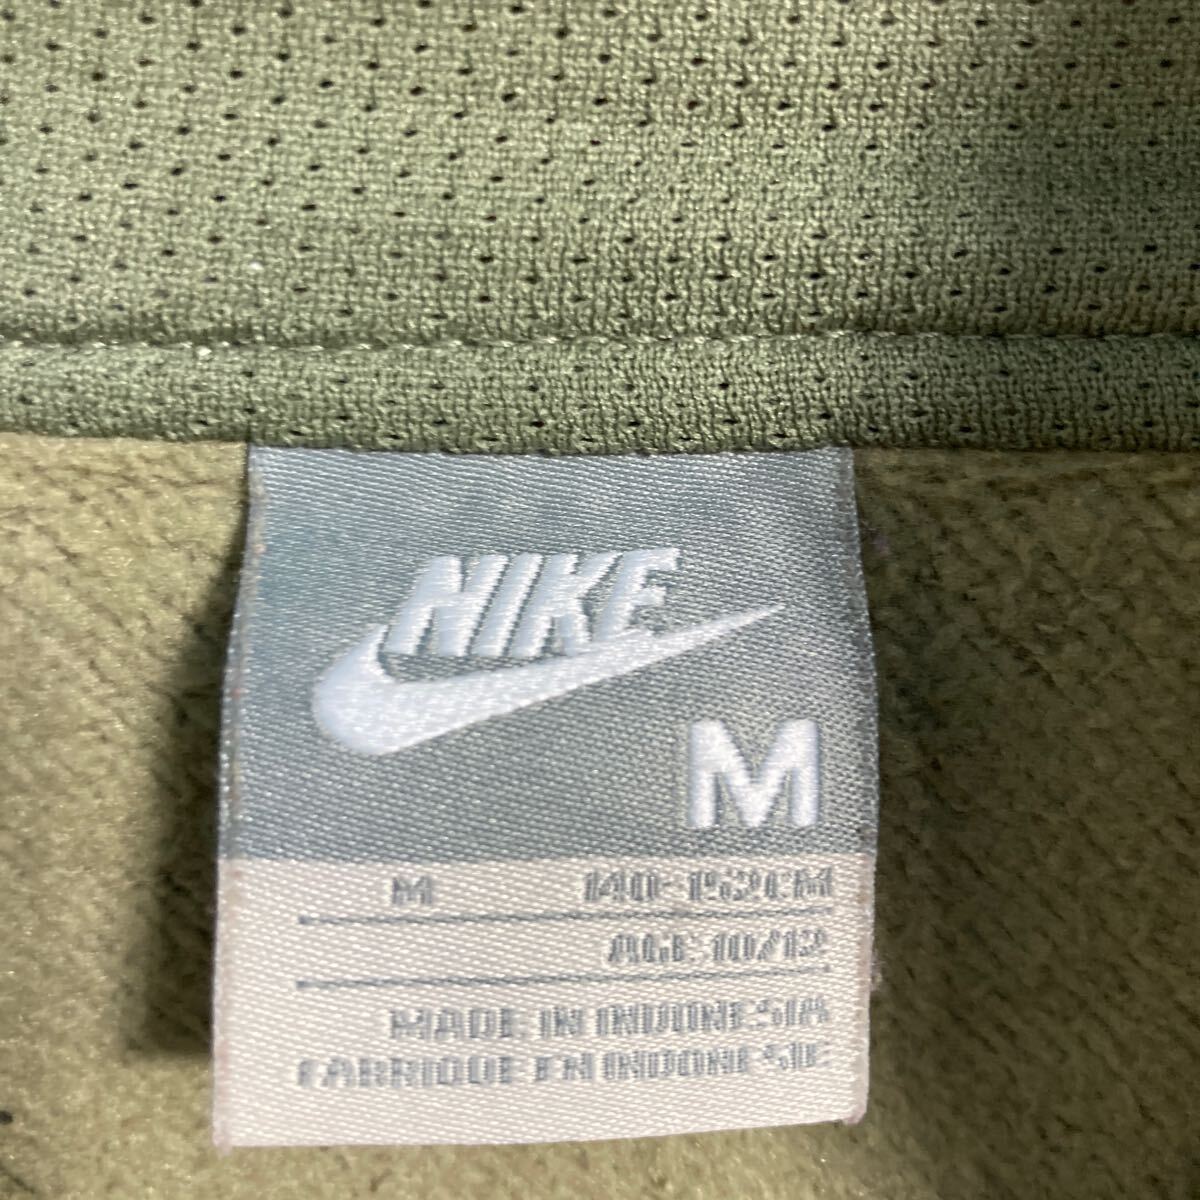 NIKE
M
M 140-152CM
AGE:10/12
MADE IN INDONESIA
FABRIQUE EN INDONESIE